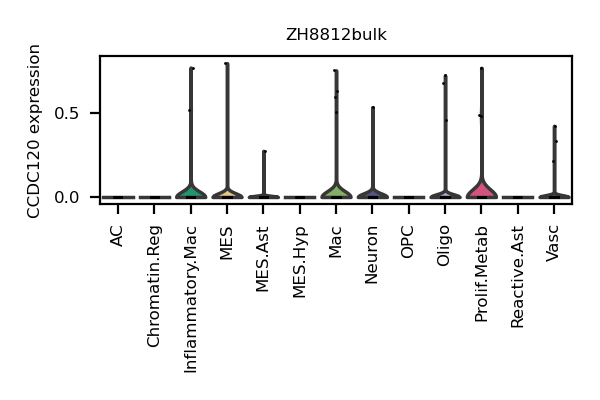 ZH8812bulk
CCDC120 expression
0.5
0.0
AC
Chromatin.Reg
Inflammatory.Mac
MES
MES.Ast
MES.Hyp
Mac
Neuron
OPC
Oligo
Prolif.Metab
Reactive.Ast
Vasc